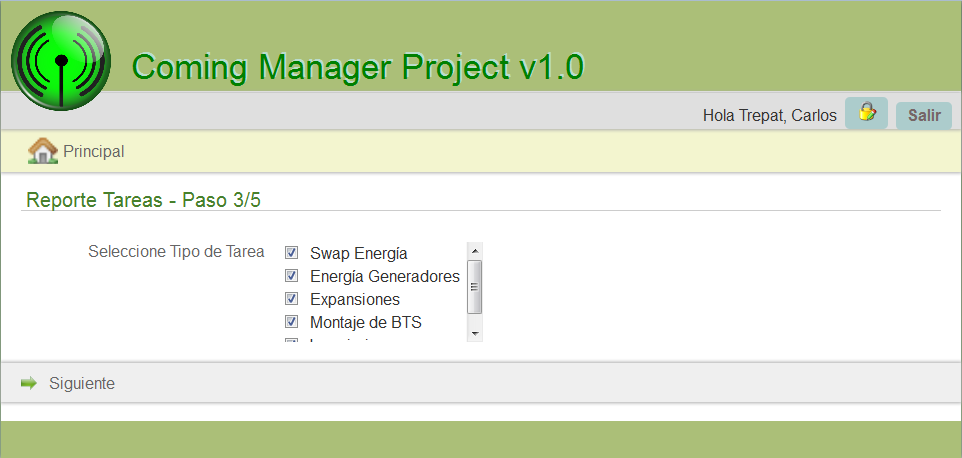 Coming Manager Project v1.0
Hola Trepat, Carlos
Salir
Principal
Reporte Tareas - Paso 3/5
Seleccione Tipo de Tarea
Swap Energía
Energía Generadores
Expansiones
Montaje de BTS
Siguiente